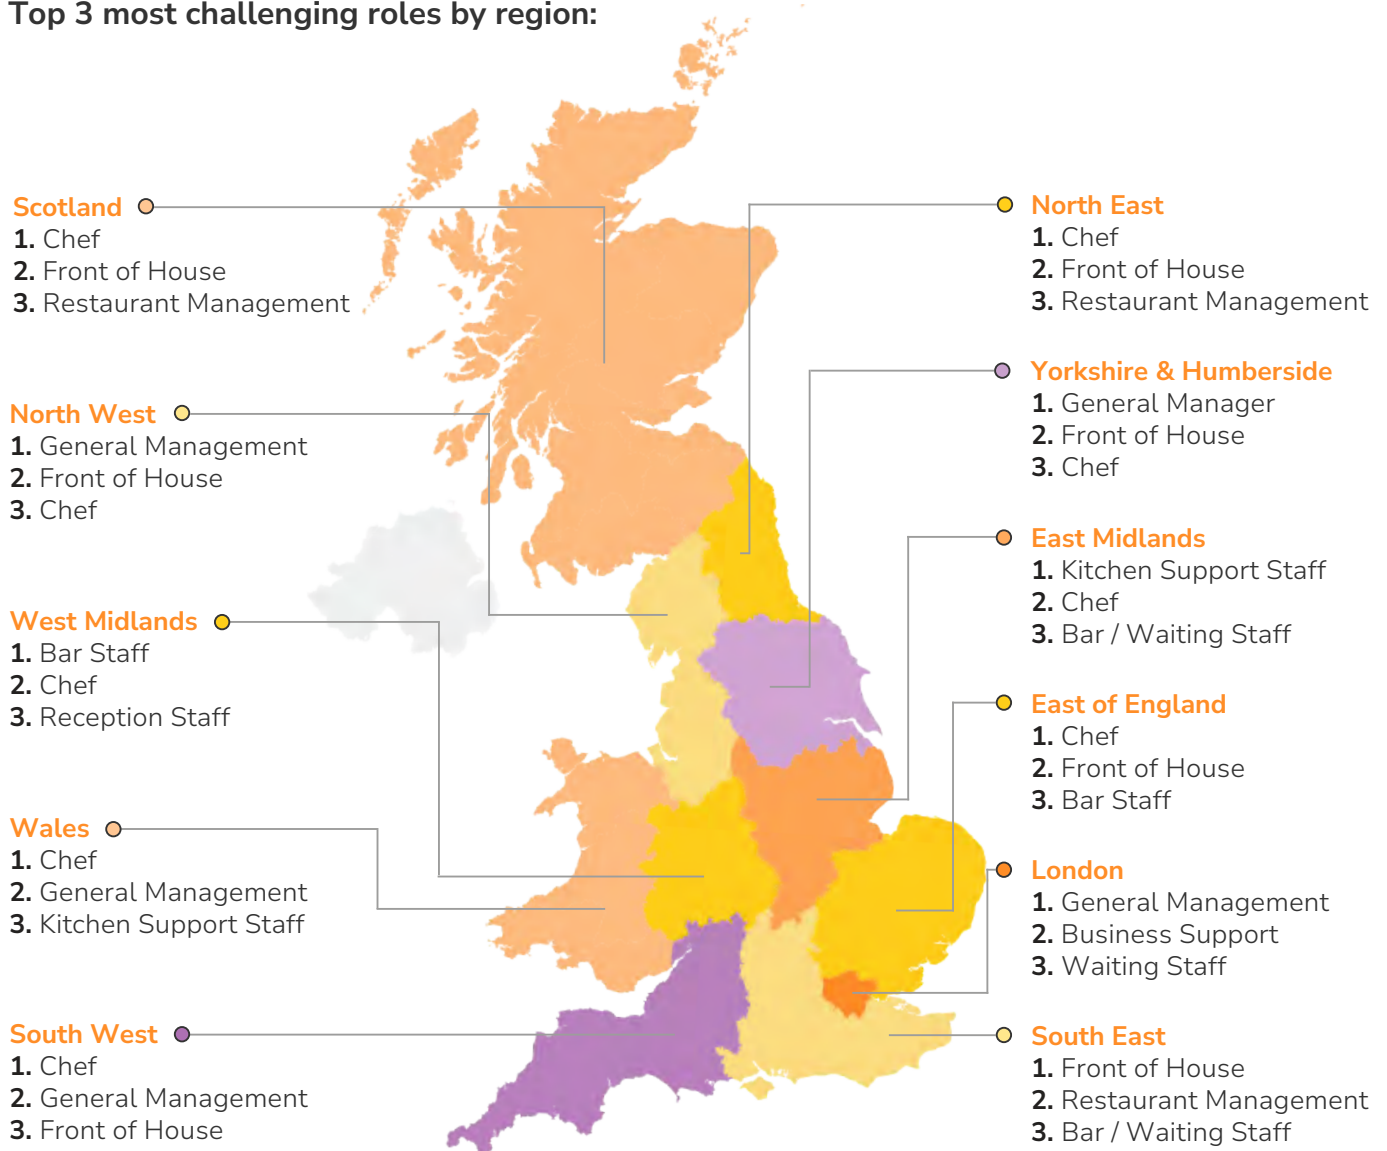 Top 3 most challenging roles by region:
Scotland
1. Chef
2. Front of House
3. Restaurant Management
North West
1. General Management
2. Front of House
3. Chef
West Midlands
1. Bar Staff
2. Chef
3. Reception Staff
Wales
1. Chef
2. General Management
3. Kitchen Support Staff
South West
1. Chef
2. General Management
3. Front of House
North East
1. Chef
2. Front of House
3. Restaurant Management
Yorkshire & Humberside
1. General Manager
2. Front of House
3. Chef
East Midlands
1. Kitchen Support Staff
2. Chef
3. Bar / Waiting Staff
East of England
1. Chef
2. Front of House
3. Bar Staff
London
1. General Management
2. Business Support
3. Waiting Staff
South East
1. Front of House
2. Restaurant Management
3. Bar / Waiting Staff